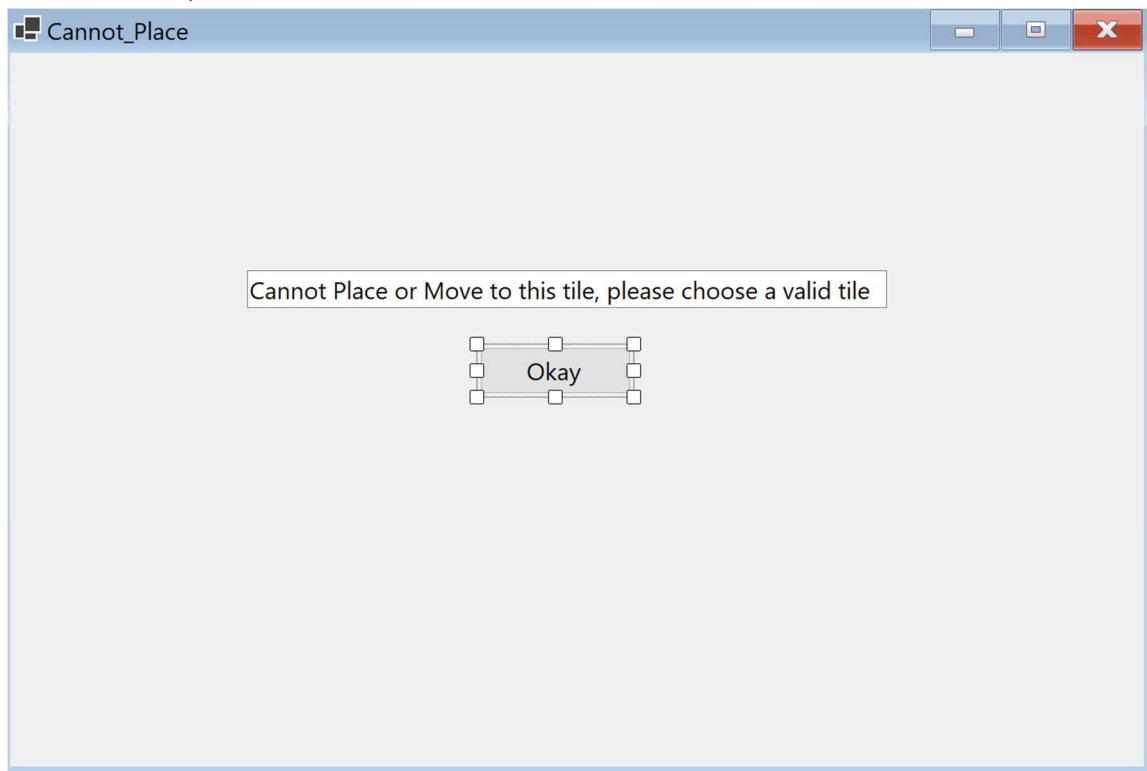 Cannot_Place
Cannot Place or Move to this tile, please choose a valid tile
Okay